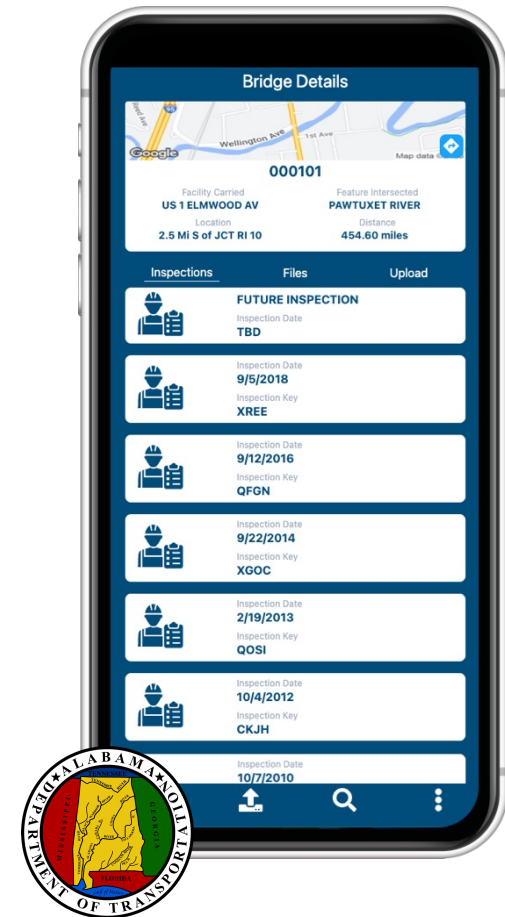 Bridge Details
95
Wellington Ave
1st Ave
Google
Map data ©
000101
Facility Carried
Feature Intersected
US 1 ELMWOOD AV
PAWTUXET RIVER
Location
Distance
2.5 Mi S of JCT RI 10
454.60 miles
Inspections
Files
Upload
FUTURE INSPECTION
Inspection Date
TBD
Inspection Date
9/5/2018
Inspection Key
XREE
Inspection Date
9/12/2016
Inspection Key
QFGN
Inspection Date
9/22/2014
Inspection Key
XGOC
Inspection Date
2/19/2013
Inspection Key
QOSI
Inspection Date
10/4/2012
Inspection Key
CKJH
Inspection Date
10/7/2010
ALABAMA
DEPARTMENT OF TRANSPORTATION
TENNESSEE
MISSISSIPPI
GEORGIA
FLORIDA